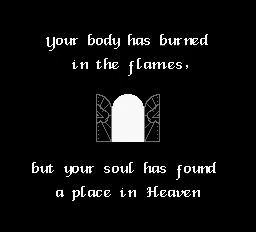 Your body has burned
in the flames,
but your soul has found
a place in Heaven